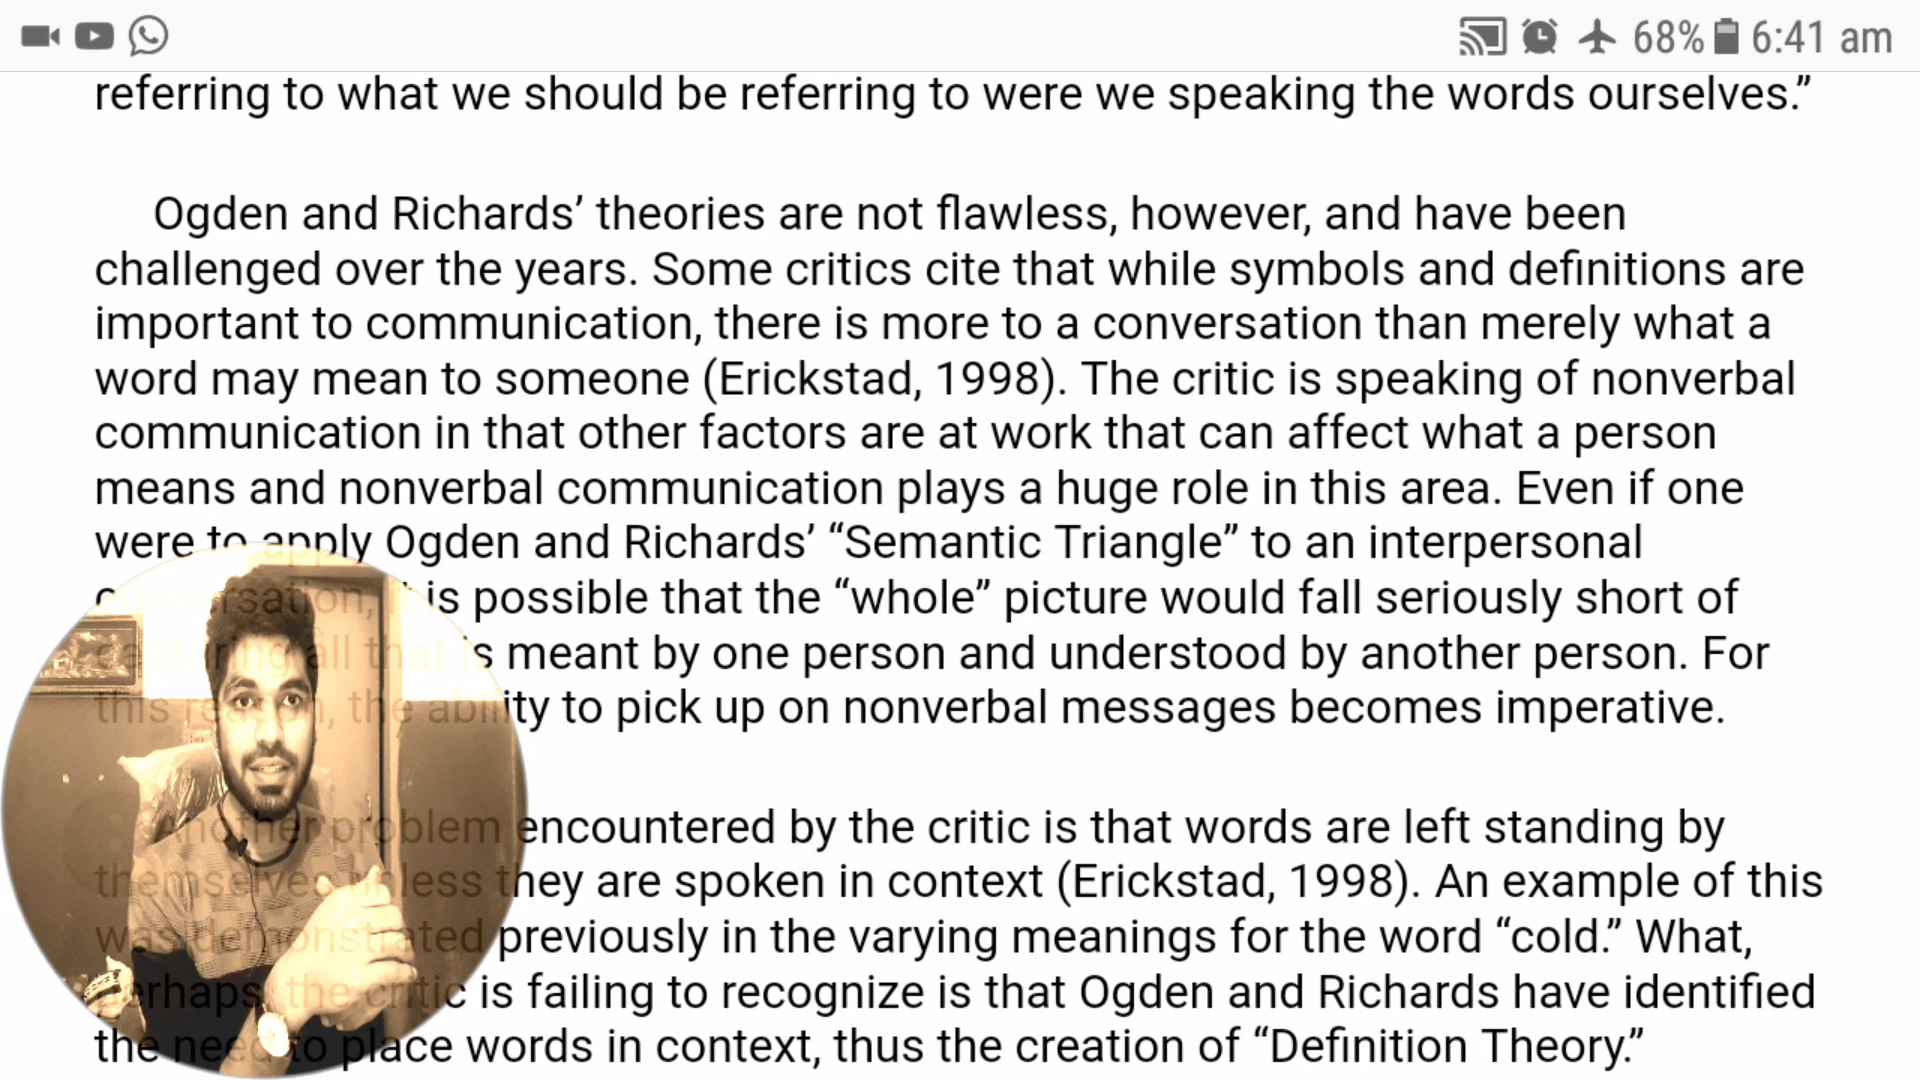 68% 6:41 am
referring to what we should be referring to were we speaking the words ourselves.”
Ogden and Richards’ theories are not flawless, however, and have been
challenged over the years. Some critics cite that while symbols and definitions are
important to communication, there is more to a conversation than merely what a
word may mean to someone (Erickstad, 1998). The critic is speaking of nonverbal
communication in that other factors are at work that can affect what a person
means and nonverbal communication plays a huge role in this area. Even if one
were to apply Ogden and Richards’ “Semantic Triangle” to an interpersonal
conversation, it is possible that the “whole” picture would fall seriously short of
capturing all that is meant by one person and understood by another person. For
this reason, the ability to pick up on nonverbal messages becomes imperative.
Another problem encountered by the critic is that words are left standing by
themselves unless they are spoken in context (Erickstad, 1998). An example of this
was demonstrated previously in the varying meanings for the word “cold.” What,
perhaps, the critic is failing to recognize is that Ogden and Richards have identified
the need to place words in context, thus the creation of “Definition Theory.”